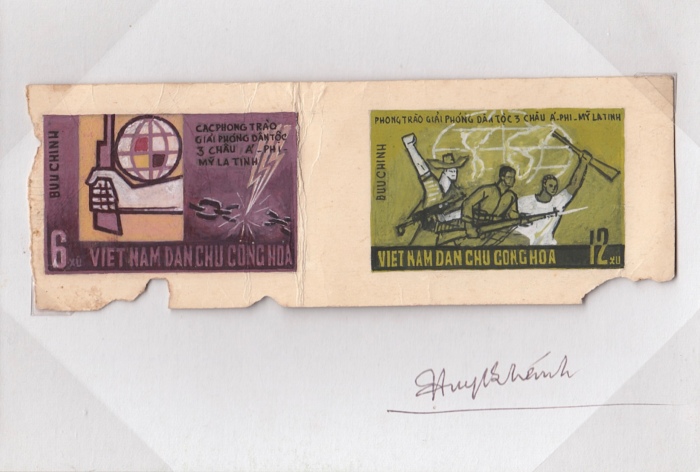 BƯU CHÍNH
CÁC PHONG TRÀO
GIẢI PHÓNG DÂN TỘC
3 CHÂU Á - PHI -
MỸ LA TINH
6 XU VIỆT NAM DÂN CHỦ CỘNG HOÀ
PHONG TRÀO GIẢI PHÓNG DÂN TỘC 3 CHÂU Á - PHI - MỸ LA TINH
BƯU CHÍNH
VIỆT NAM DÂN CHỦ CỘNG HOÀ 12 XU
Huy Khánh